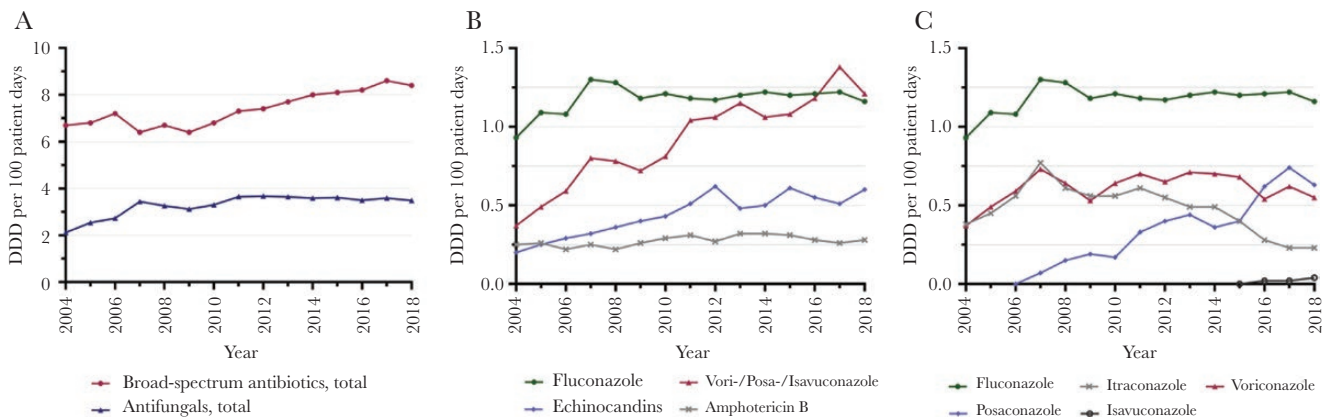 A
DDD per 100 patient days
10
8
6
4
2
0
2004
2006
2008
2010
2012
2014
2016
2018
Year
Broad-spectrum antibiotics, total
Antifungals, total
B
DDD per 100 patient days
1.5
1.0
0.5
0.0
2004
2006
2008
2010
2012
2014
2016
2018
Year
Fluconazole
Vori-/Posa-/Isavuconazole
Echinocandins
Amphotericin B
C
DDD per 100 patient days
1.5
1.0
0.5
0.0
2004
2006
2008
2010
2012
2014
2016
2018
Year
Fluconazole
Itraconazole
Voriconazole
Posaconazole
Isavuconazole